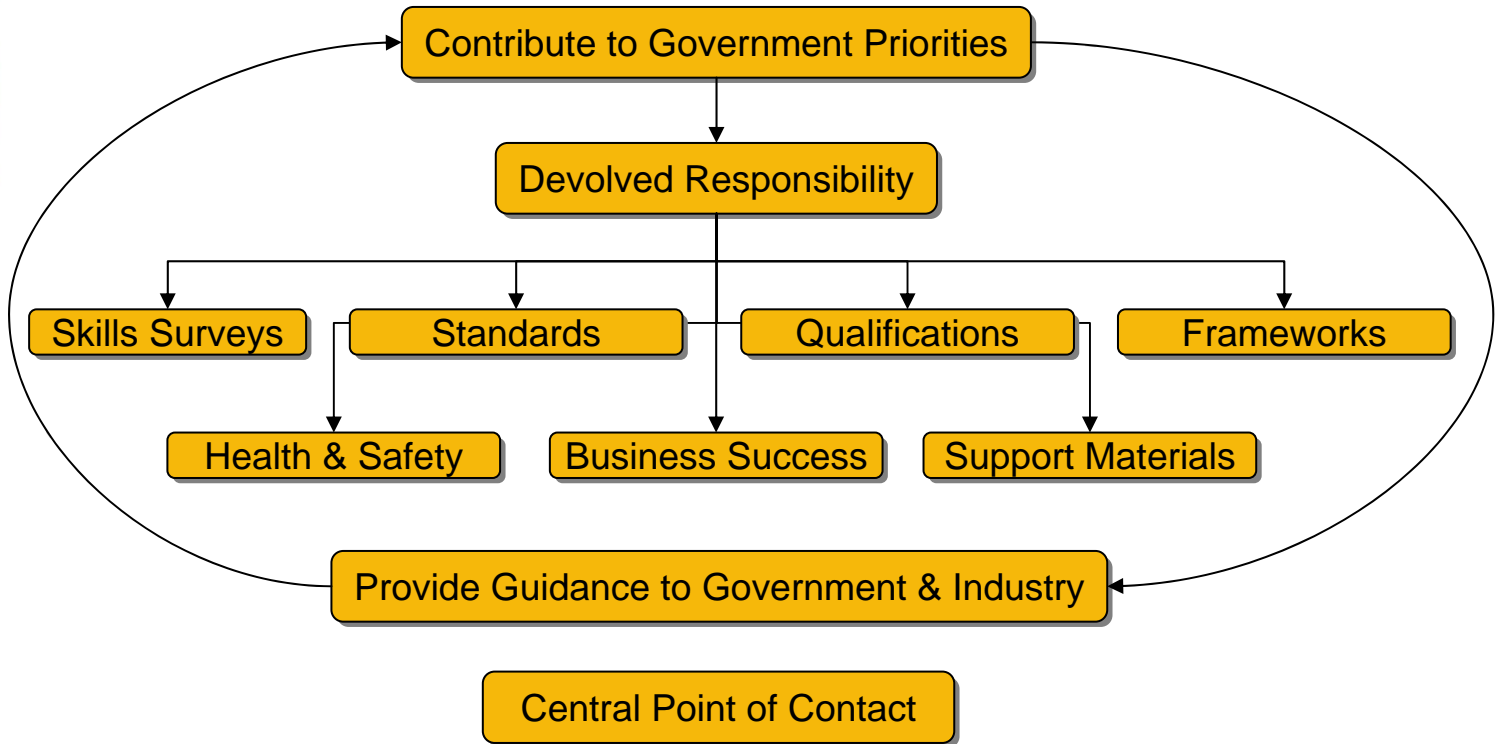 Contribute to Government Priorities
Devolved Responsibility
Skills Surveys
Standards
Qualifications
Frameworks
Health & Safety
Business Success
Support Materials
Provide Guidance to Government & Industry
Central Point of Contact